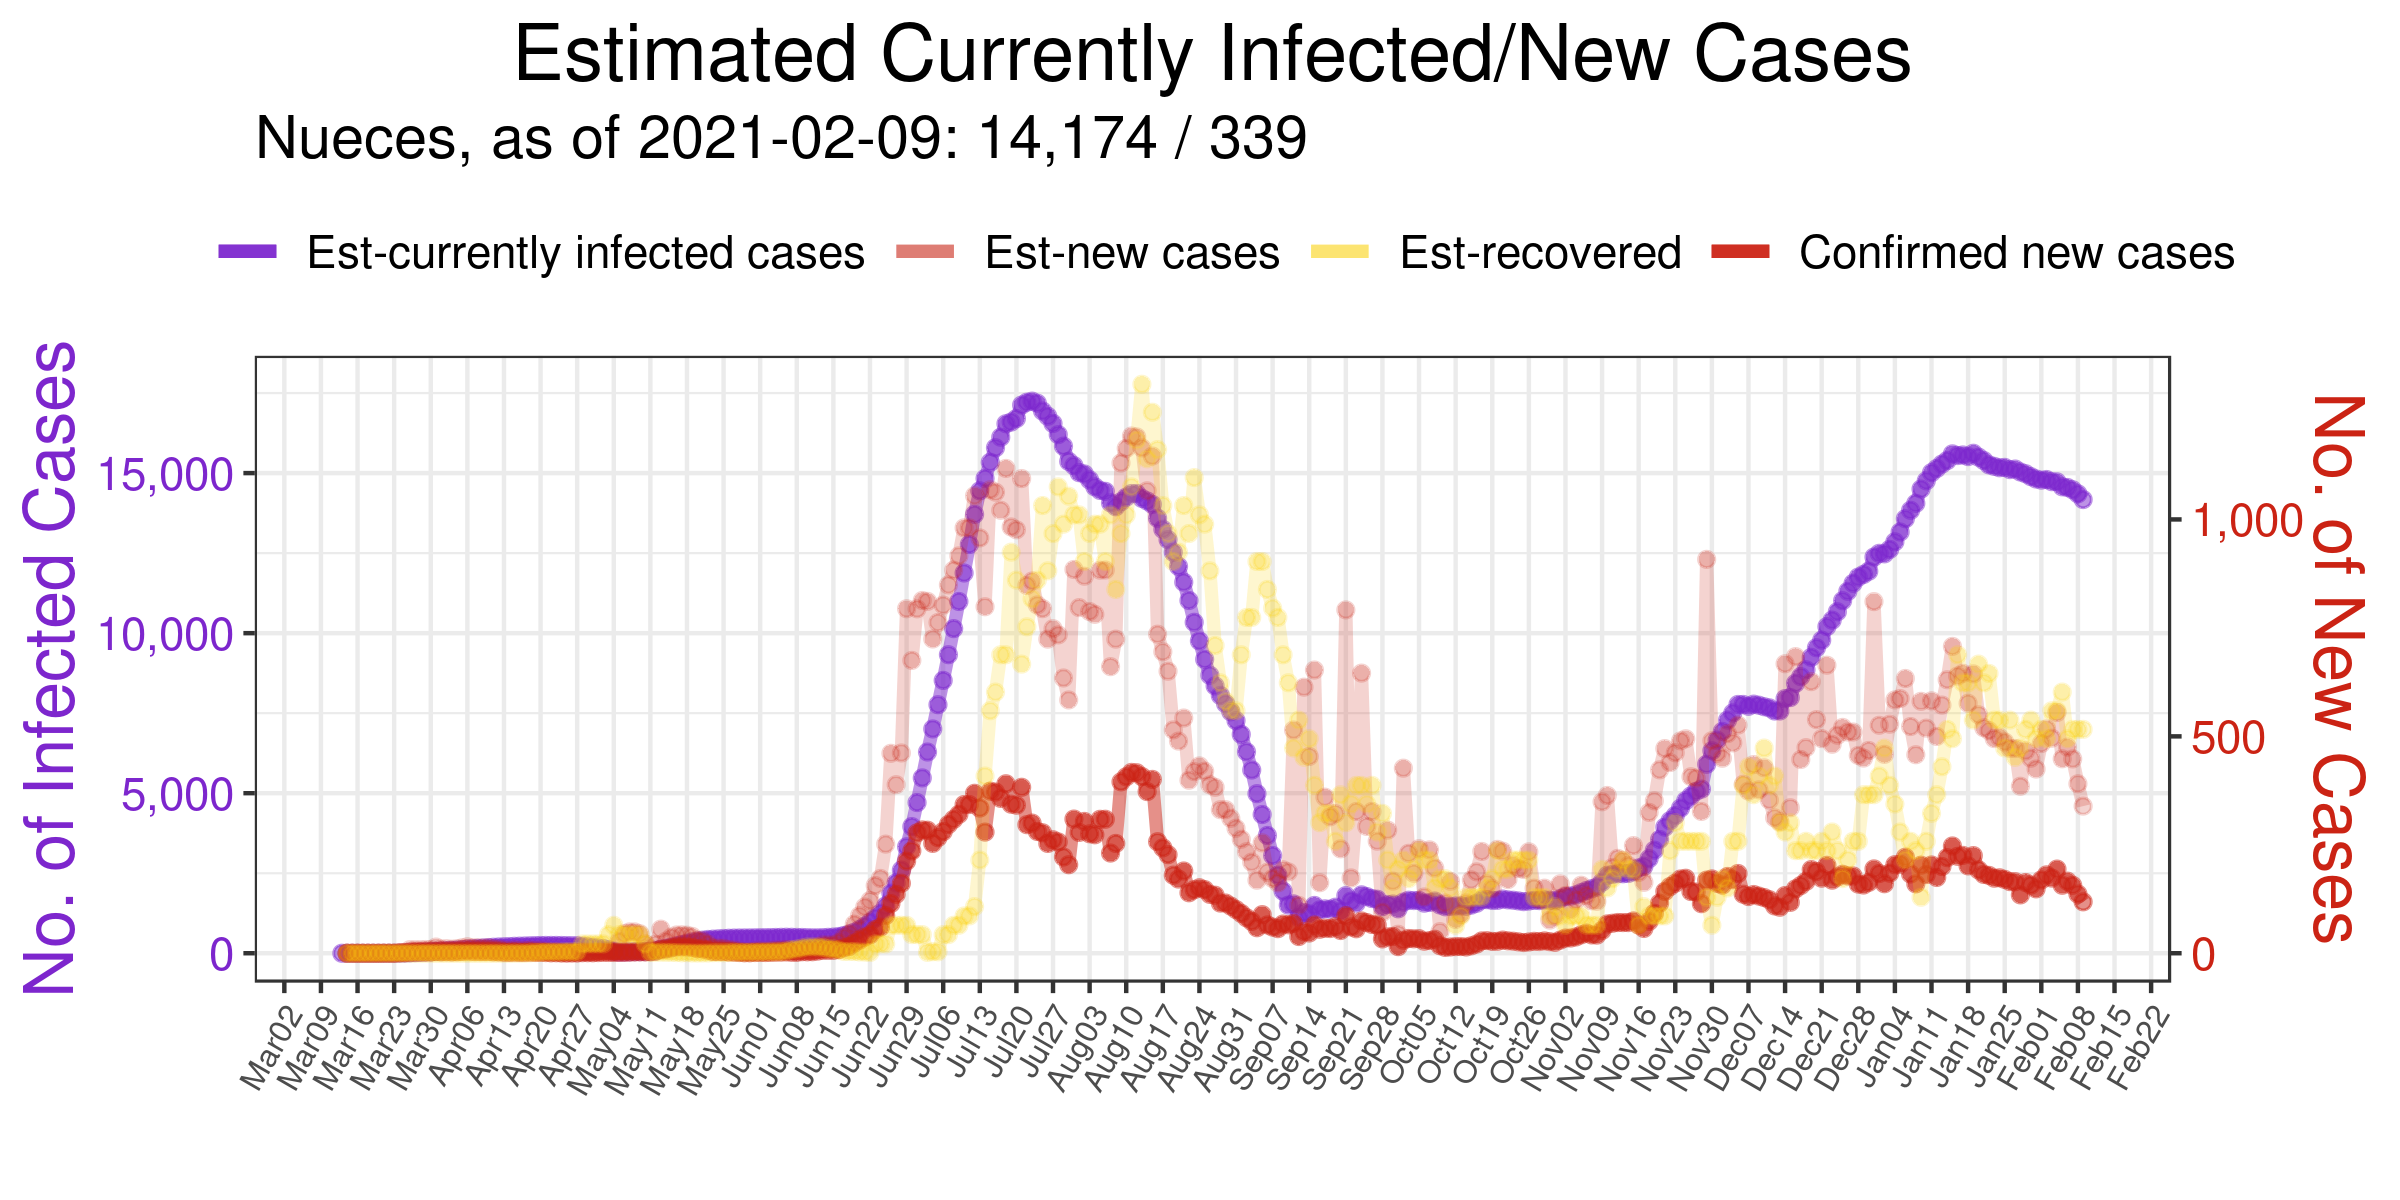 Estimated Currently Infected/New Cases
Nueces, as of 2021-02-09: 14,174 / 339
Est-currently infected cases Est-new cases Est-recovered Confirmed new cases
No. of Infected Cases
15,000
10,000
5,000
0
1,000
500
0
No. of New Cases
Mar02 Mar09 Mar16 Mar23 Mar30 Apr06 Apr13 Apr20 Apr27 May04 May11 May18 May25 Jun01 Jun08 Jun15 Jun22 Jun29 Jul06 Jul13 Jul20 Jul27 Aug03 Aug10 Aug17 Aug24 Aug31 Sep07 Sep14 Sep21 Sep28 Oct05 Oct12 Oct19 Oct26 Nov02 Nov09 Nov16 Nov23 Nov30 Dec07 Dec14 Dec21 Dec28 Jan04 Jan11 Jan18 Jan25 Feb01 Feb08 Feb15 Feb22